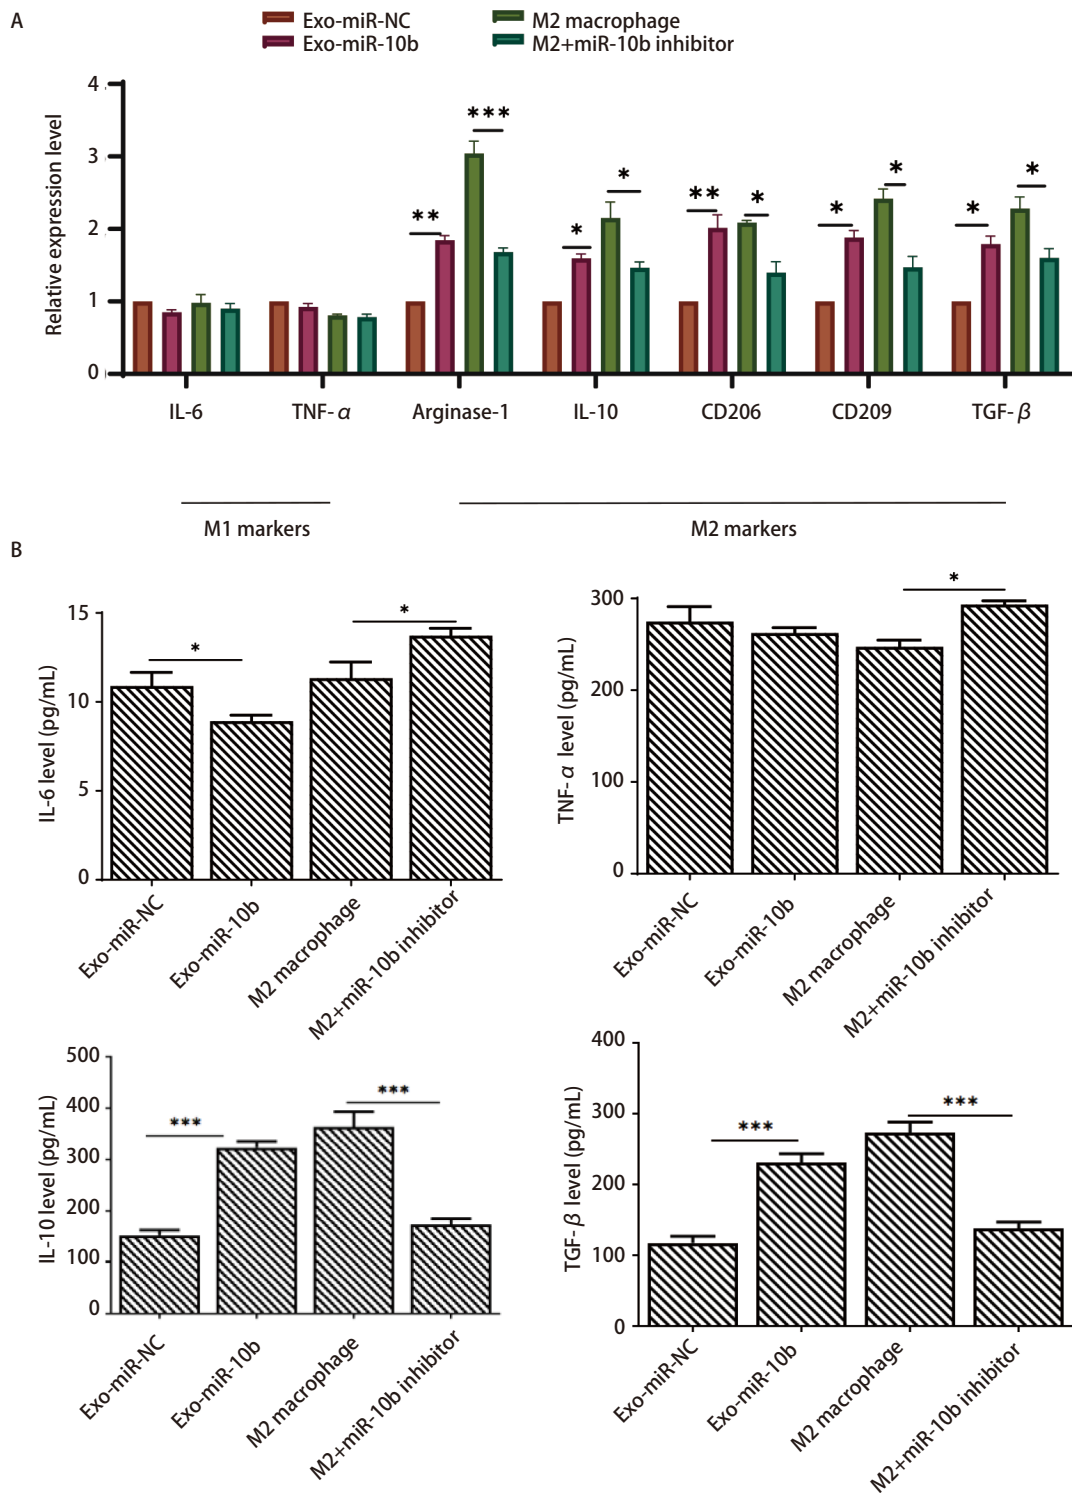 A
Exo-miR-NC
M2 macrophage
Exo-miR-10b
M2+miR-10b inhibitor
Relative expression level
4
3
2
1
0
***
**
*
*
**
*
*
*
*
*
IL-6
TNF-α
Arginase-1
IL-10
CD206
CD209
TGF-β
M1 markers
M2 markers
B
IL-6 level (pg/mL)
15
10
5
0
*
*
Exo-miR-NC
Exo-miR-10b
M2 macrophage
M2+miR-10b inhibitor
TNF-α level (pg/mL)
300
200
100
0
*
Exo-miR-NC
Exo-miR-10b
M2 macrophage
M2+miR-10b inhibitor
IL-10 level (pg/mL)
500
400
300
200
100
0
***
***
Exo-miR-NC
Exo-miR-10b
M2 macrophage
M2+miR-10b inhibitor
TGF-β level (pg/mL)
400
300
200
100
0
***
***
Exo-miR-NC
Exo-miR-10b
M2 macrophage
M2+miR-10b inhibitor